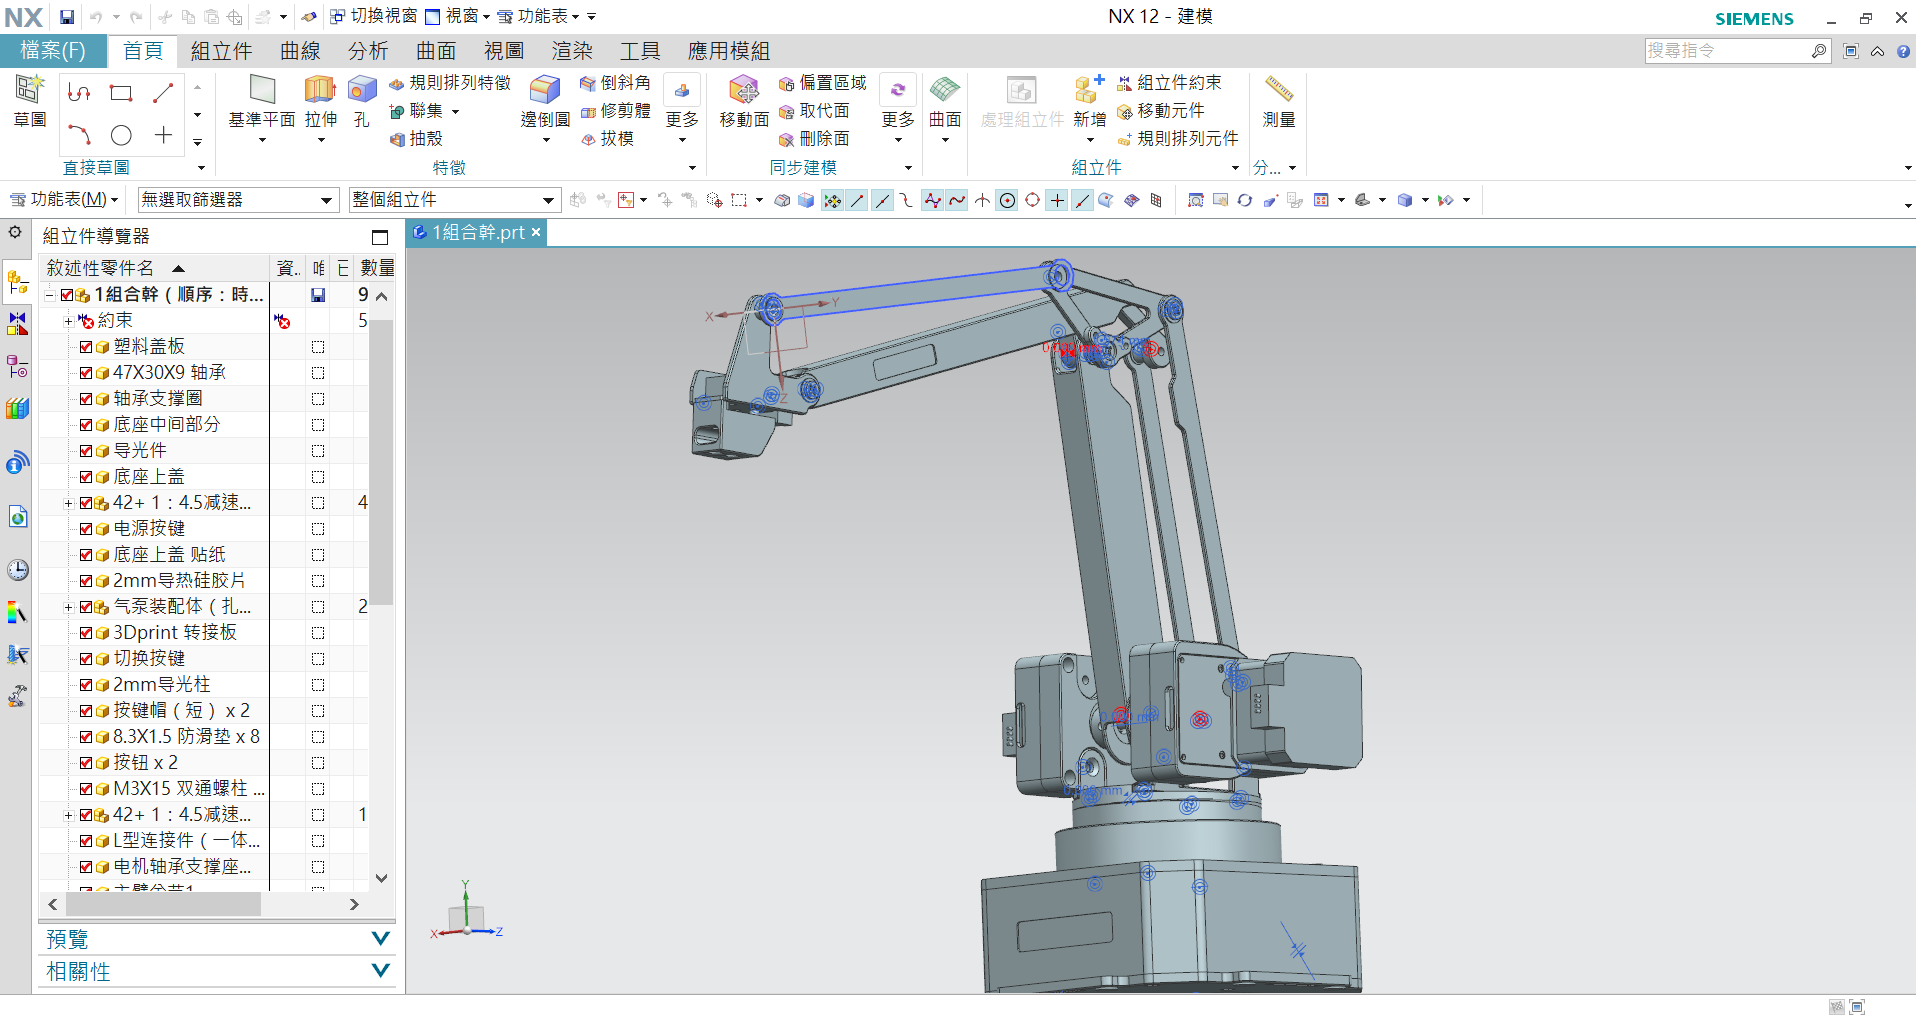 NX
切換視窗 視窗 功能表
NX 12 - 建模
SIEMENS
檔案(F) 首頁 組立件 曲線 分析 曲面 視圖 渲染 工具 應用模組
搜尋指令
草圖
直接草圖
基準平面 拉伸 孔
規則排列特徵
聯集
抽殼
邊倒圓
倒斜角
修剪體
拔模
更多
特徵
移動面
偏置區域
取代面
刪除面
更多
同步建模
曲面
處理組立件 新增
組立件約束
移動元件
規則排列元件
組立件
測量
分...
功能表(M) 無選取篩選器 整個組立件
組立件導覽器
1組合幹.prt
敘述性零件名 資.. 數量
1組合幹（順序：時... 9
約束 5
塑料盖板
47X30X9 轴承
轴承支撑圈
底座中间部分
导光件
底座上盖
42+ 1：4.5减速... 4
电源按键
底座上盖 贴纸
2mm导热硅胶片
气泵装配体（扎... 2
3Dprint 转接板
切换按键
2mm导光柱
按键帽（短）x 2
8.3X1.5 防滑垫 x 8
按钮 x 2
M3X15 双通螺柱 ...
42+ 1：4.5减速... 1
L型连接件（一体...
电机轴承支撑座...
預覽
相關性
X
Y
Z
Y
X
Z